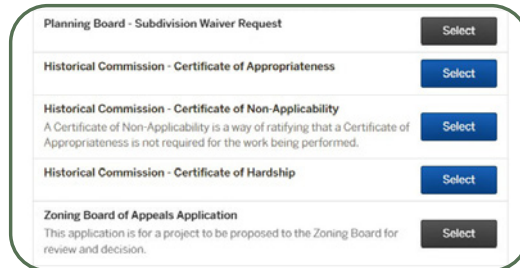 Planning Board - Subdivision Waiver Request
Select
Historical Commission - Certificate of Appropriateness
Select
Historical Commission - Certificate of Non-Applicability
A Certificate of Non-Applicability is a way of ratifying that a Certificate of
Appropriateness is not required for the work being performed.
Select
Historical Commission - Certificate of Hardship
Select
Zoning Board of Appeals Application
This application is for a project to be proposed to the Zoning Board for
review and decision.
Select